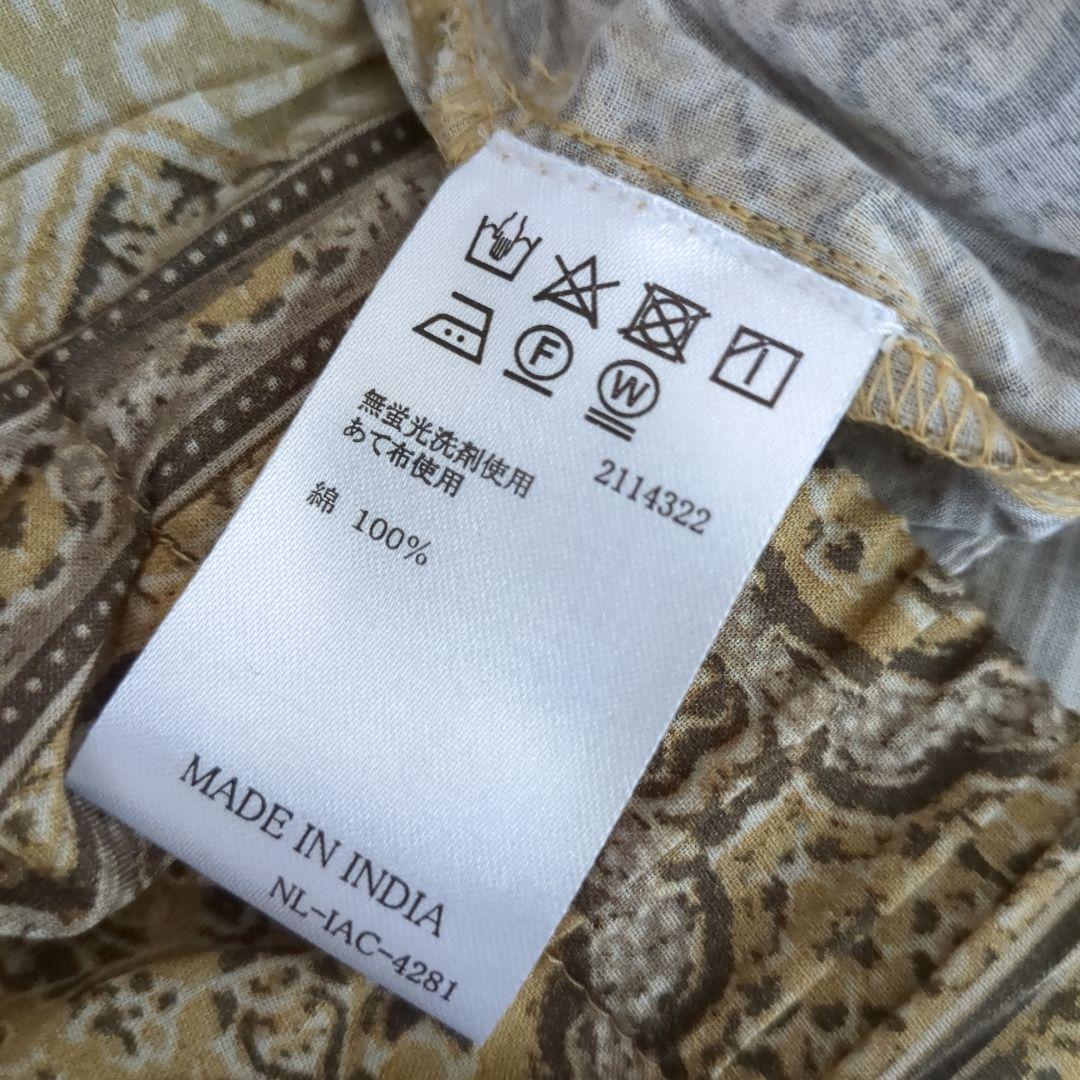 F
W
無蛍光洗剤使用
あて布使用
2114322
綿 100%
MADE IN INDIA
NL-IAC-4281